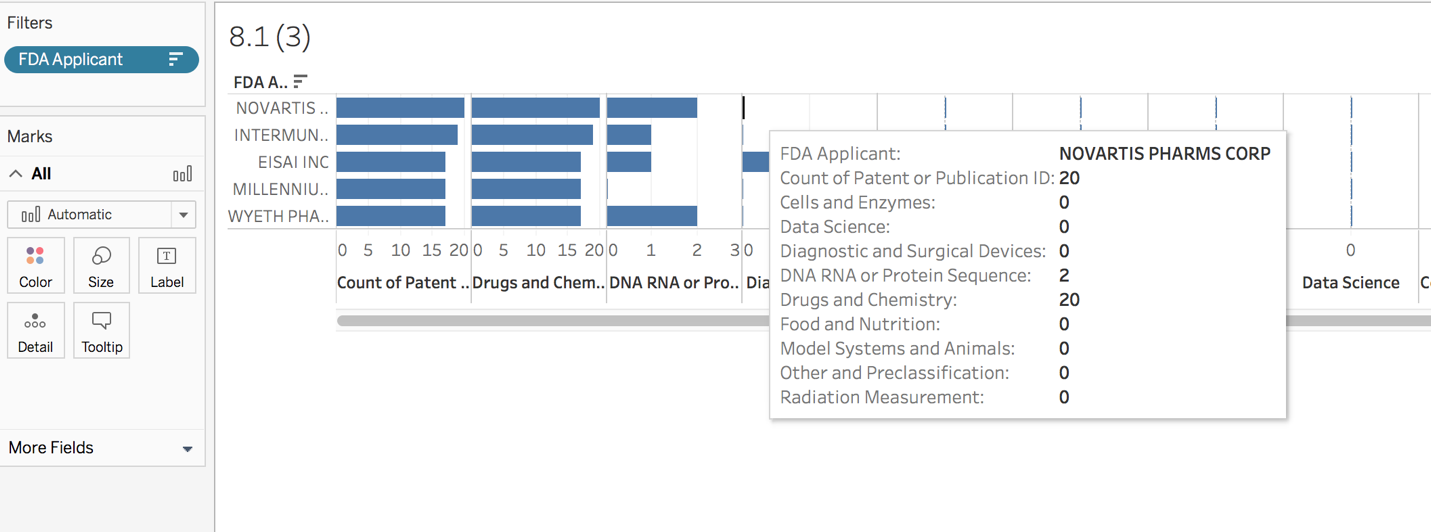 Filters
FDA Applicant
Marks
All
Automatic
Color
Size
Label
Detail
Tooltip
More Fields
8.1 (3)
FDA A..
NOVARTIS ..
INTERMUN..
EISAI INC
MILLENNIU..
WYETH PHA..
0 5 10 15 20 0 5 10 15 20 0 1 2 3 0 0
Count of Patent .. Drugs and Chem.. DNA RNA or Pro.. Dia Data Science
FDA Applicant: NOVARTIS PHARMS CORP
Count of Patent or Publication ID: 20
Cells and Enzymes: 0
Data Science: 0
Diagnostic and Surgical Devices: 0
DNA RNA or Protein Sequence: 2
Drugs and Chemistry: 20
Food and Nutrition: 0
Model Systems and Animals: 0
Other and Preclassification: 0
Radiation Measurement: 0